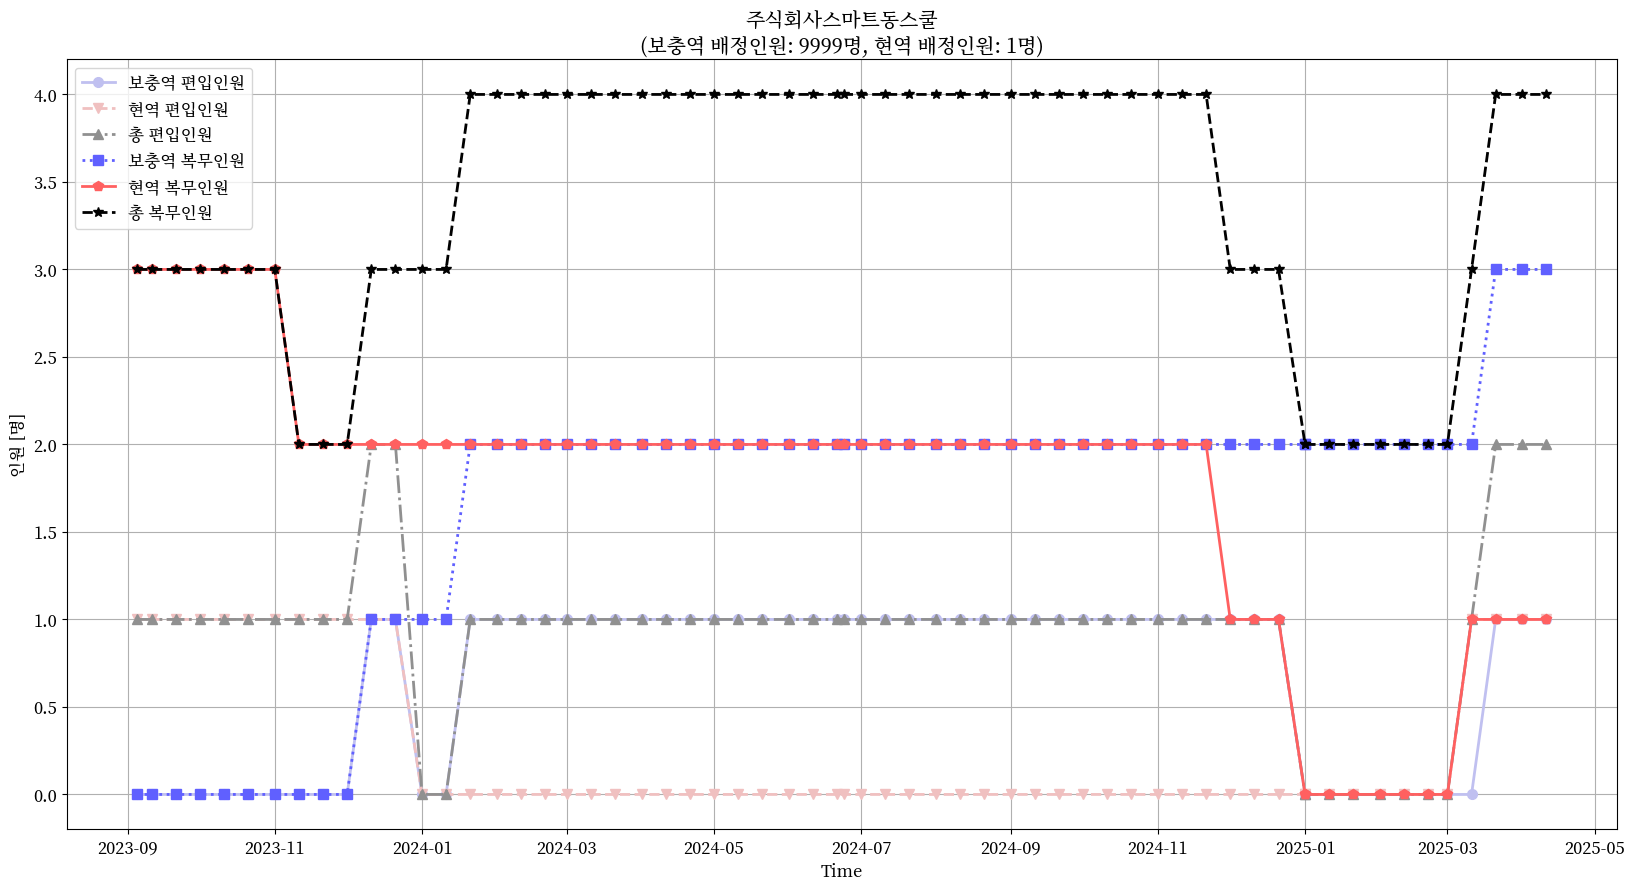 주식회사스마트동스쿨
(보충역 배정인원: 9999명, 현역 배정인원: 1명)
보충역 편입인원
현역 편입인원
총 편입인원
보충역 복무인원
현역 복무인원
총 복무인원
4.0
3.5
3.0
2.5
2.0
1.5
1.0
0.5
0.0
인원 [명]
2023-09
2023-11
2024-01
2024-03
2024-05
2024-07
2024-09
2024-11
2025-01
2025-03
2025-05
Time